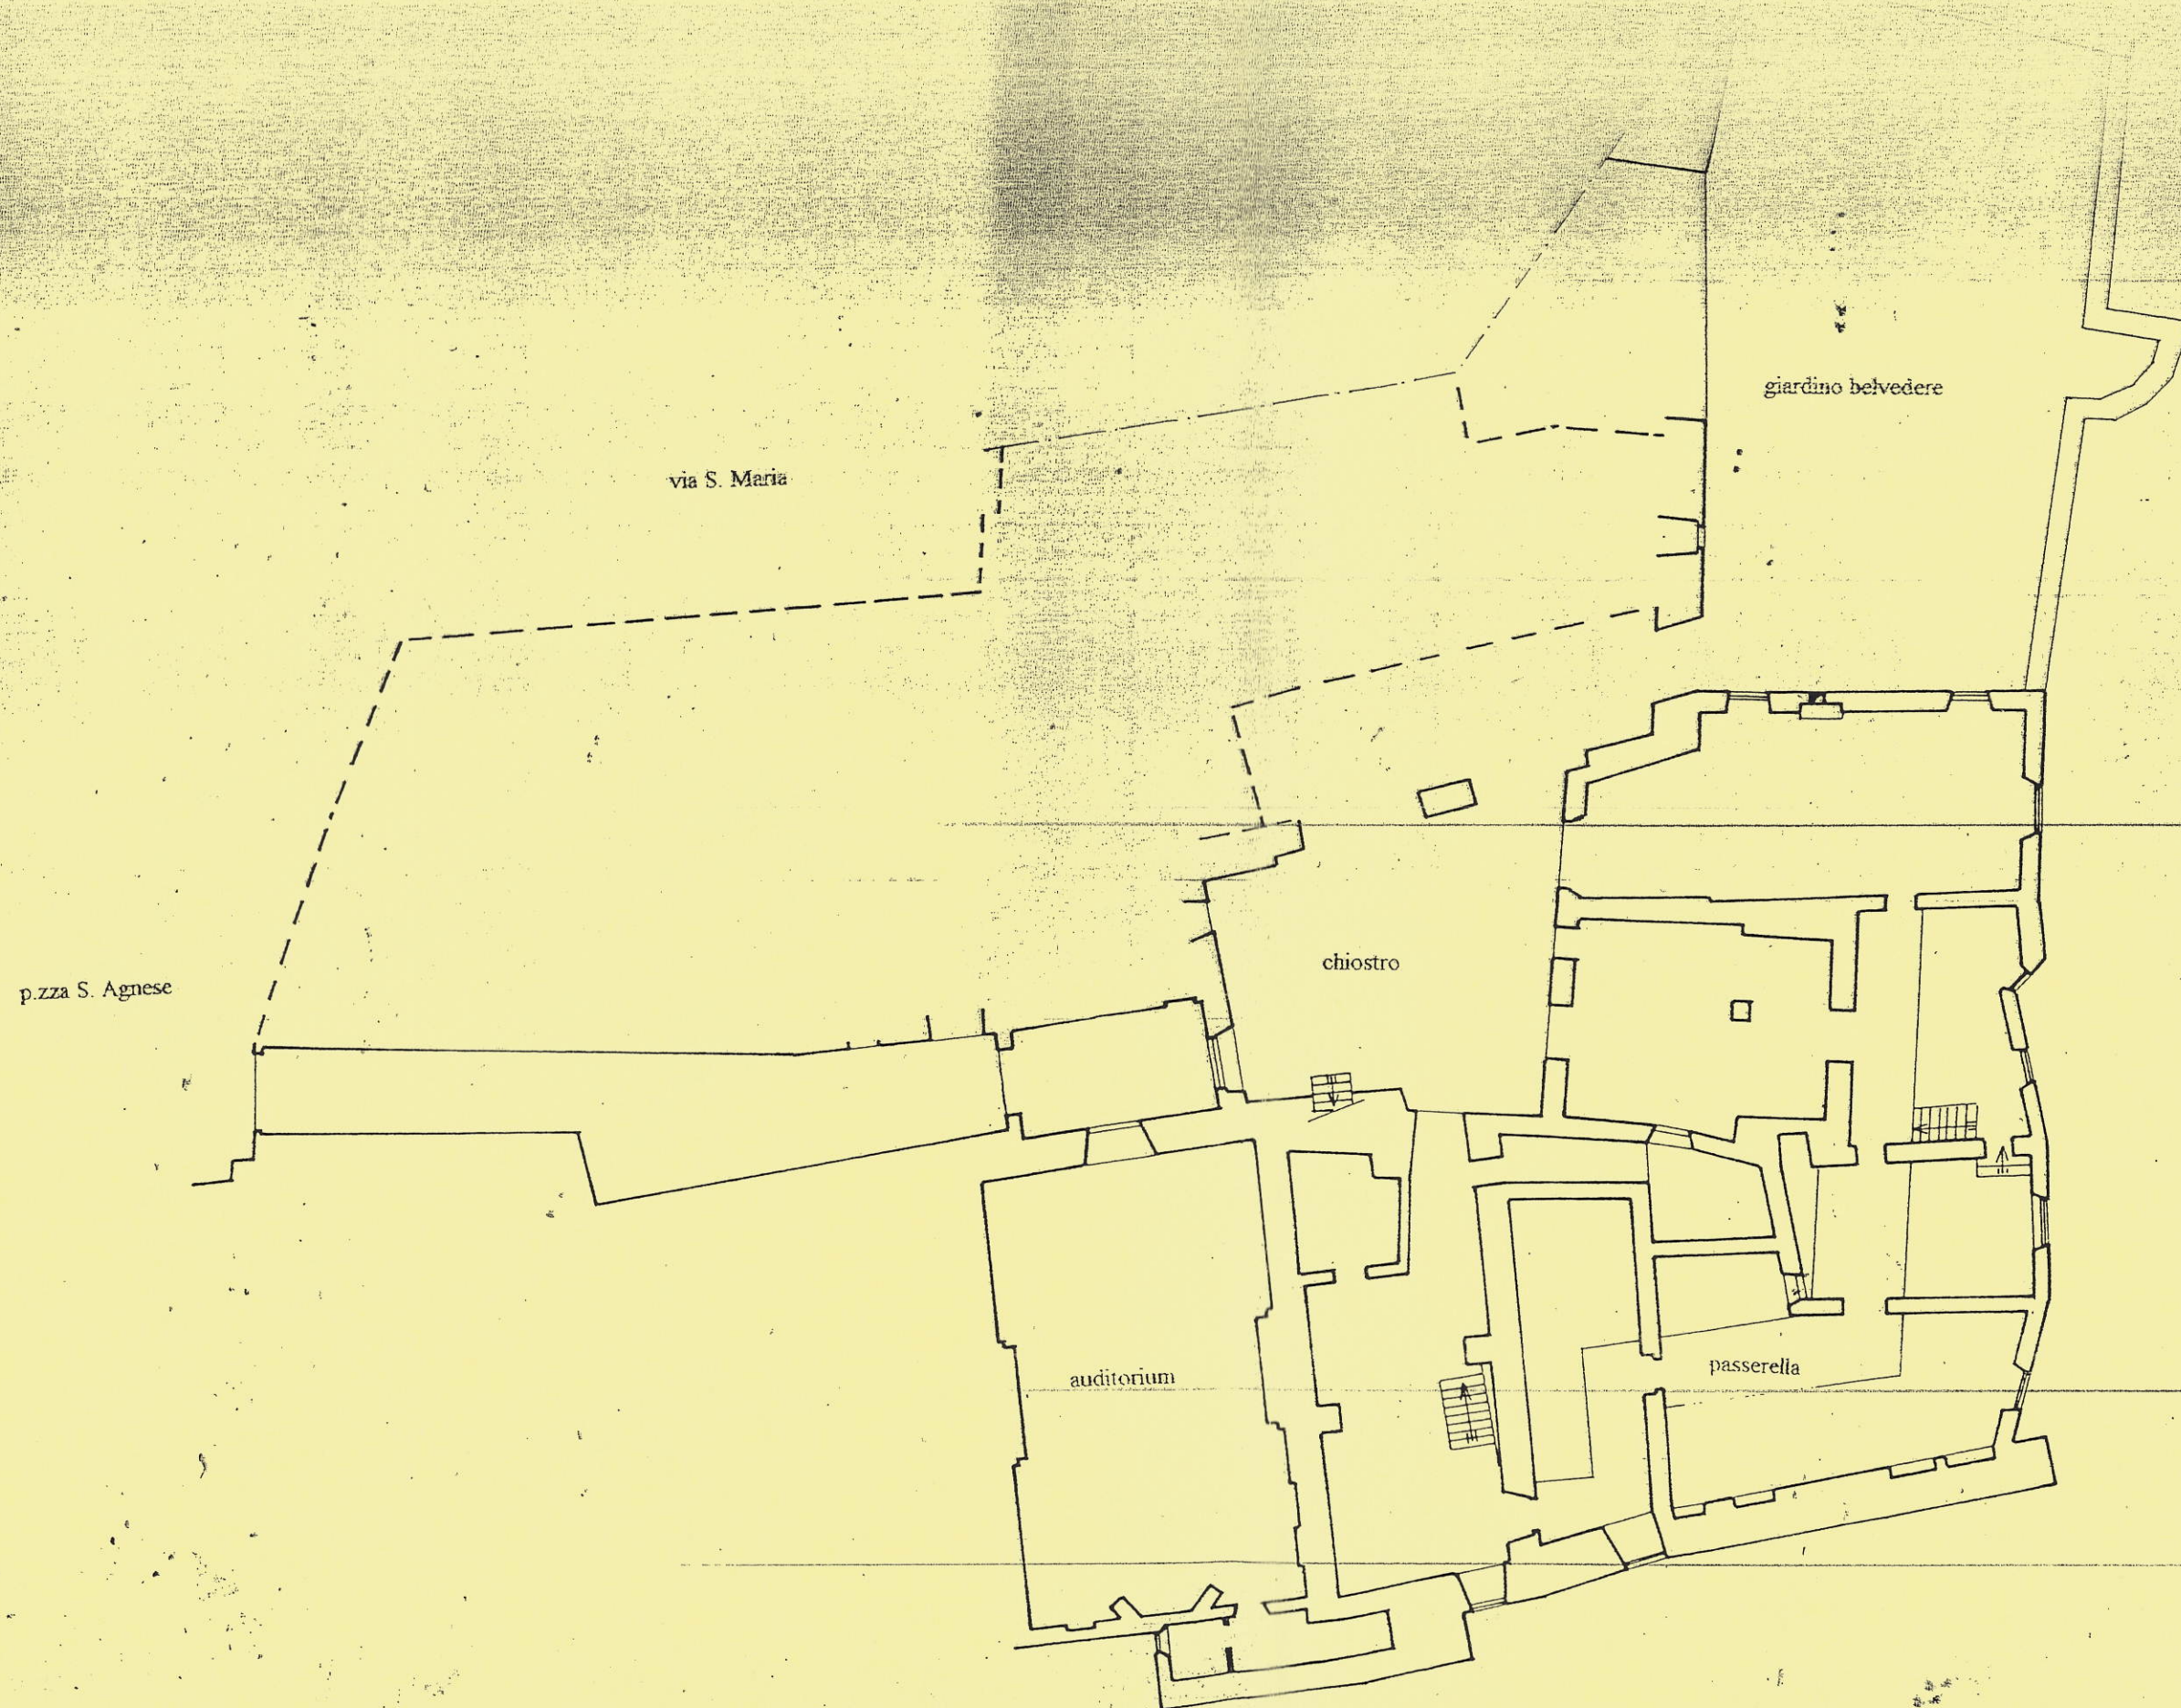 giardino belvedere
via S. Maria
chiostro
p.zza S. Agnese
passerella
auditorium